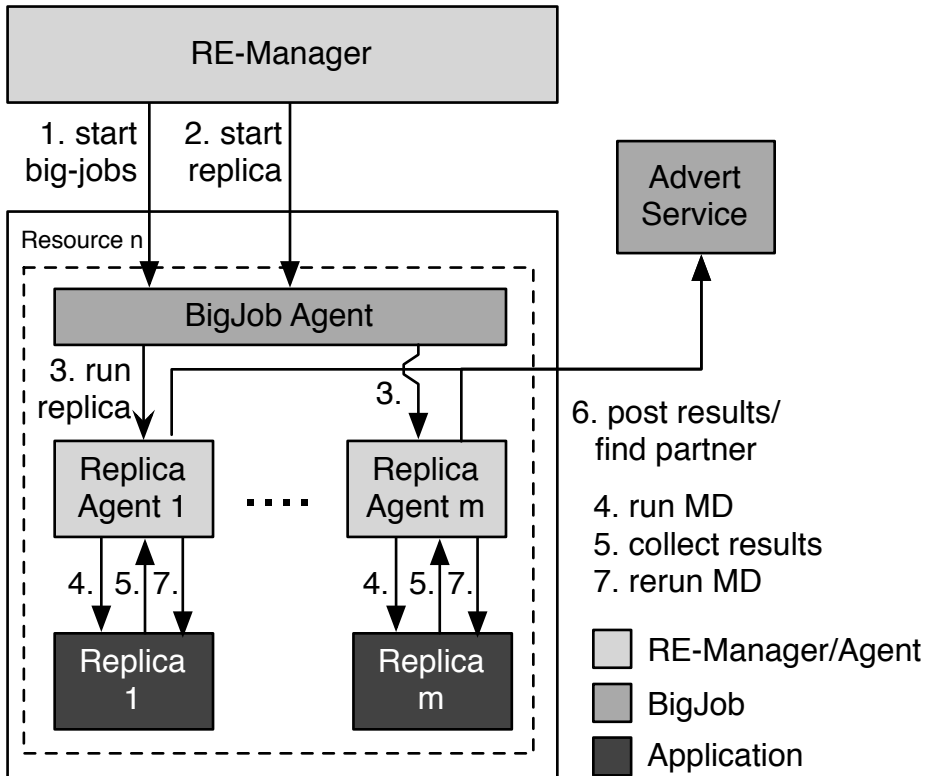 RE-Manager
1. start
big-jobs
2. start
replica
Advert
Service
Resource n
BigJob Agent
3. run
replica
3.
6. post results/
find partner
Replica
Agent 1
Replica
Agent m
4. run MD
5. collect results
7. rerun MD
4.
5.
7.
4.
5.
7.
Replica
1
Replica
m
RE-Manager/Agent
BigJob
Application